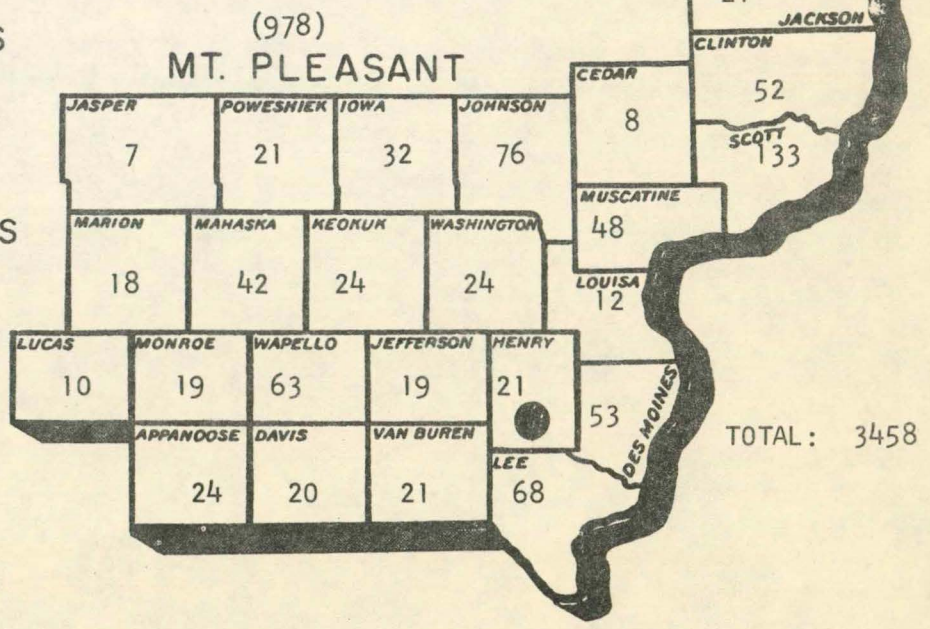 S
(978)
MT. PLEASANT
JACKSON
CLINTON
52
CEDAR
8
SCOTT
133
JASPER
7
POWESHIEK
21
IOWA
32
JOHNSON
76
MUSCATINE
48
S
MARION
18
MAHASKA
42
KEOKUK
24
WASHINGTON
24
LOUISA
12
LUCAS
10
MONROE
19
WAPELLO
63
JEFFERSON
19
HENRY
21
53
DES MOINES
TOTAL: 3458
APPANOOSE
24
DAVIS
20
VAN BUREN
21
LEE
68